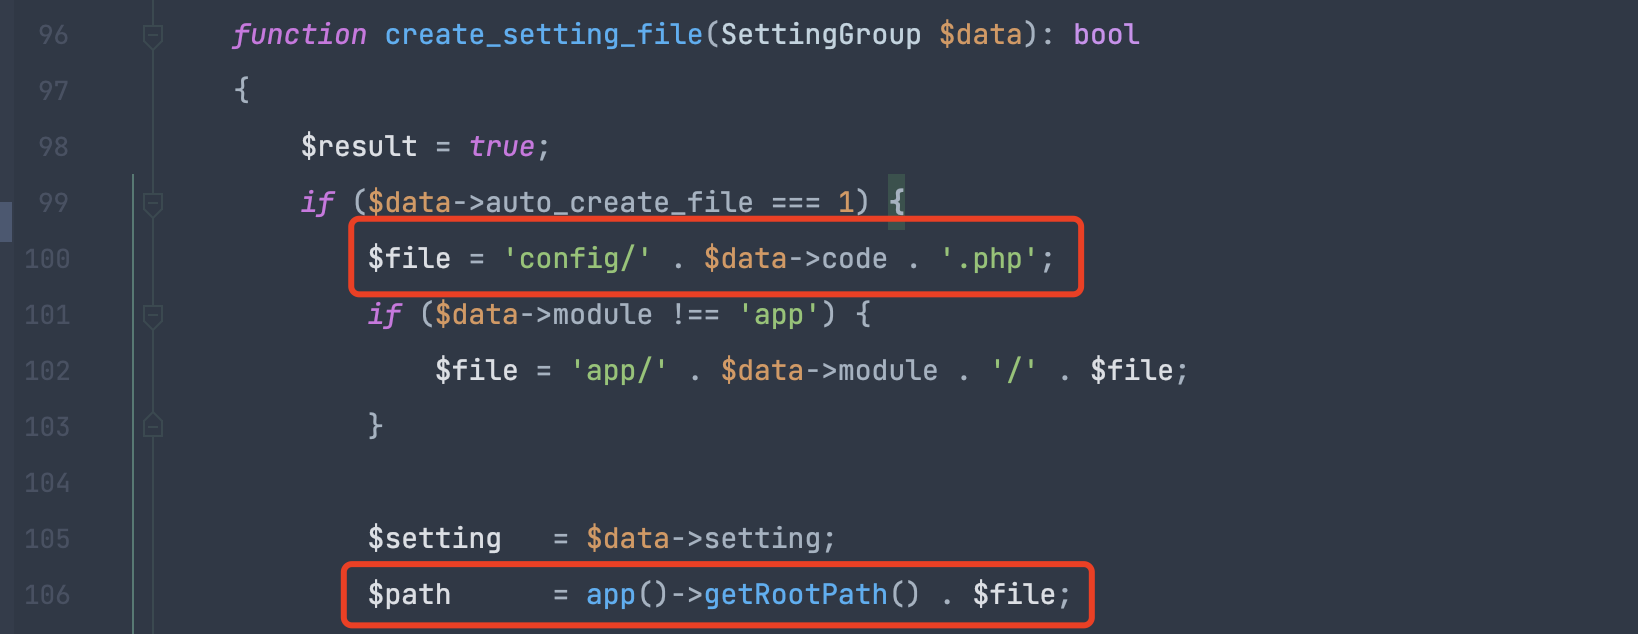 96 function create_setting_file(SettingGroup $data): bool
97 {
98 $result = true;
99 if ($data->auto_create_file === 1) {
100 $file = 'config/' . $data->code . '.php';
101 if ($data->module !== 'app') {
102 $file = 'app/' . $data->module . '/' . $file;
103 }
104
105 $setting = $data->setting;
106 $path = app()->getRootPath() . $file;